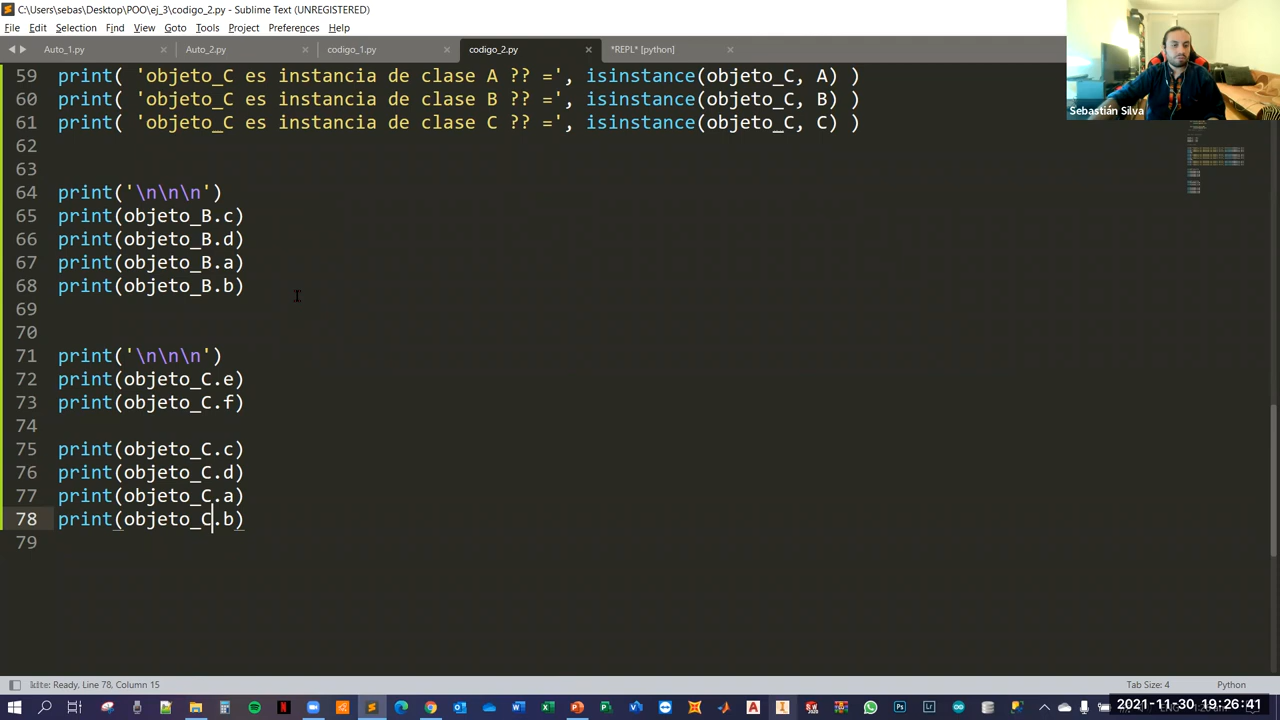 C:\Users\sebas\Desktop\POO\ej_3\codigo_2.py - Sublime Text (UNREGISTERED)
File Edit Selection Find View Goto Tools Project Preferences Help
Auto_1.py Auto_2.py codigo_1.py codigo_2.py *REPL* [python]
Sebastián Silva
59 print( 'objeto_C es instancia de clase A ?? =', isinstance(objeto_C, A) )
60 print( 'objeto_C es instancia de clase B ?? =', isinstance(objeto_C, B) )
61 print( 'objeto_C es instancia de clase C ?? =', isinstance(objeto_C, C) )
62
63
64 print('\n\n\n')
65 print(objeto_B.c)
66 print(objeto_B.d)
67 print(objeto_B.a)
68 print(objeto_B.b)
69
70
71 print('\n\n\n')
72 print(objeto_C.e)
73 print(objeto_C.f)
74
75 print(objeto_C.c)
76 print(objeto_C.d)
77 print(objeto_C.a)
78 print(objeto_C.b)
79
Ready, Line 78, Column 15 Tab Size: 4 Python
2021-11-30 19:26:41